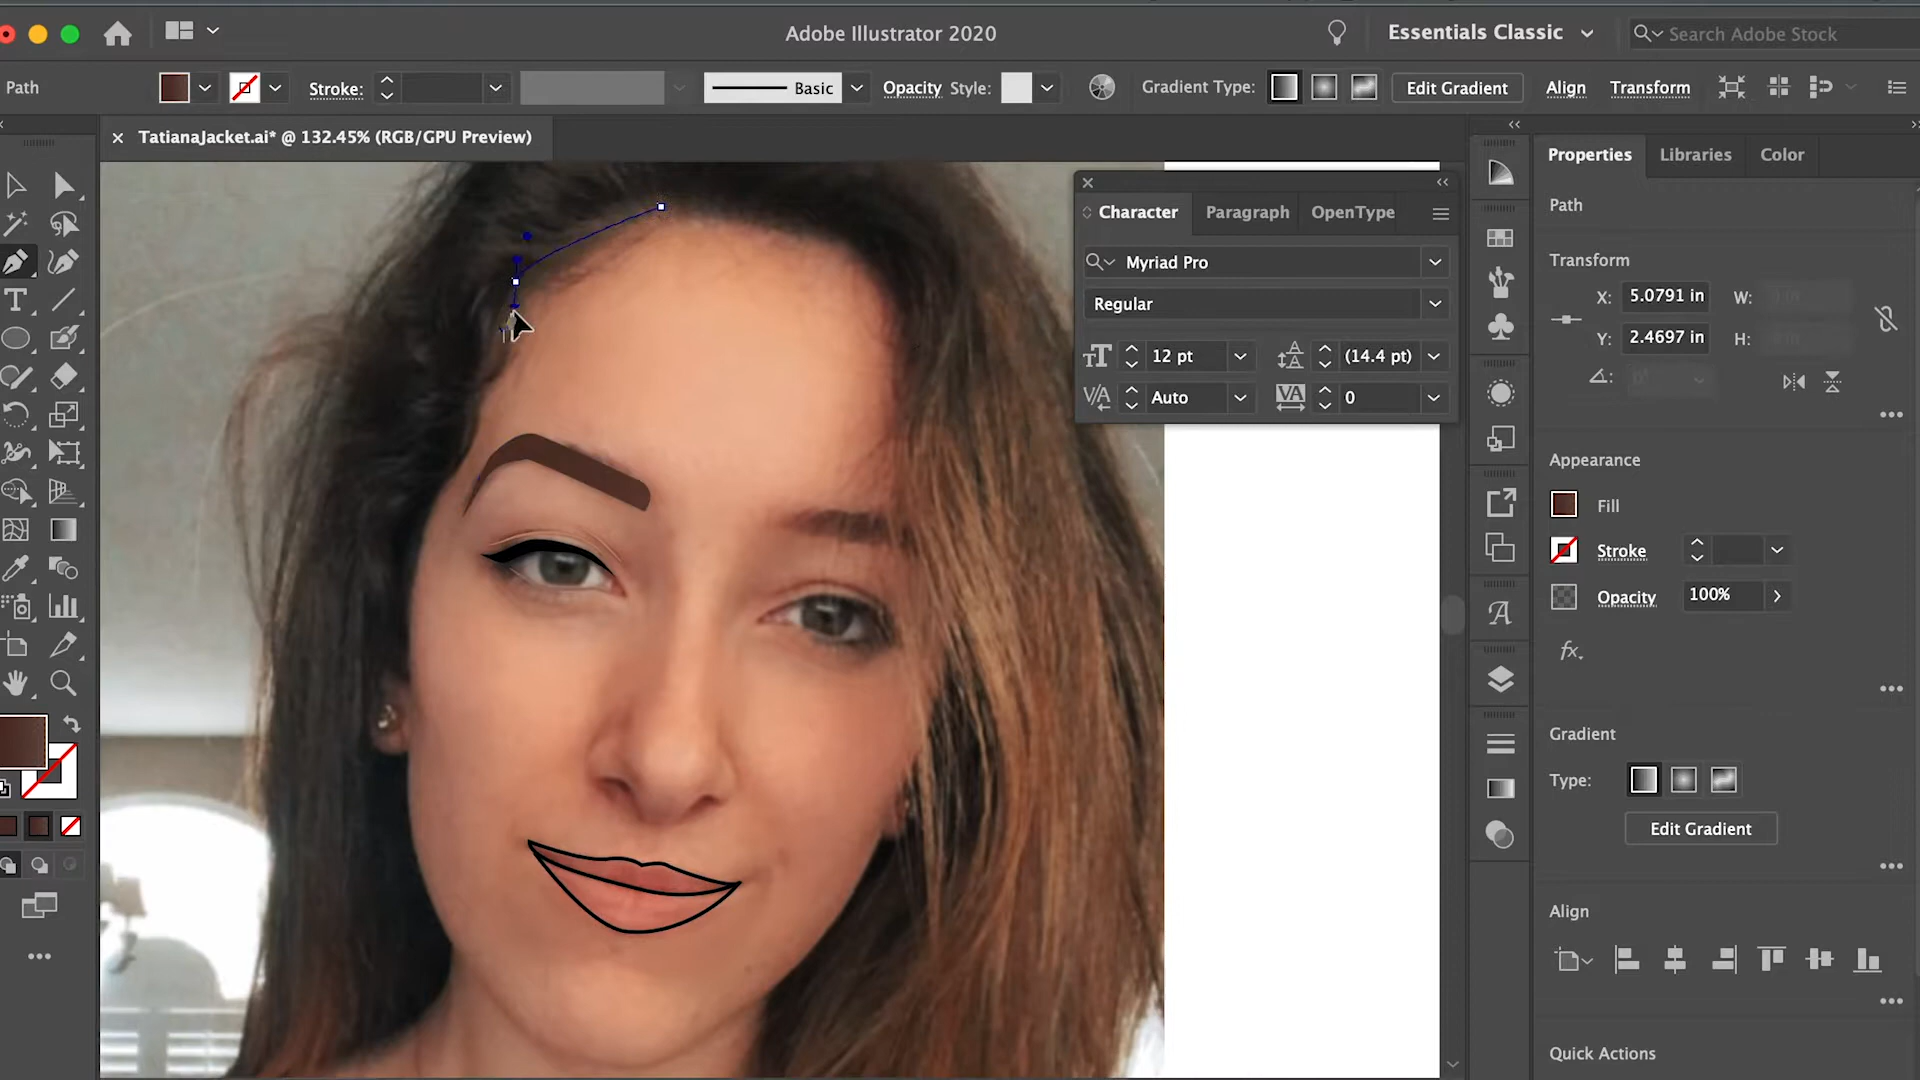 Adobe Illustrator 2020
Essentials Classic
Search Adobe Stock
Path
Stroke:
Basic
Opacity
Style:
Gradient Type:
Edit Gradient
Align
Transform
TatianaJacket.ai* @ 132.45% (RGB/GPU Preview)
Character
Paragraph
OpenType
Myriad Pro
Regular
12 pt
(14.4 pt)
Auto
0
Properties
Libraries
Color
Path
Transform
X:
5.0791 in
W:
Y:
2.4697 in
H:
Appearance
Fill
Stroke
Opacity
100%
fx.
Gradient
Type:
Edit Gradient
Align
Quick Actions